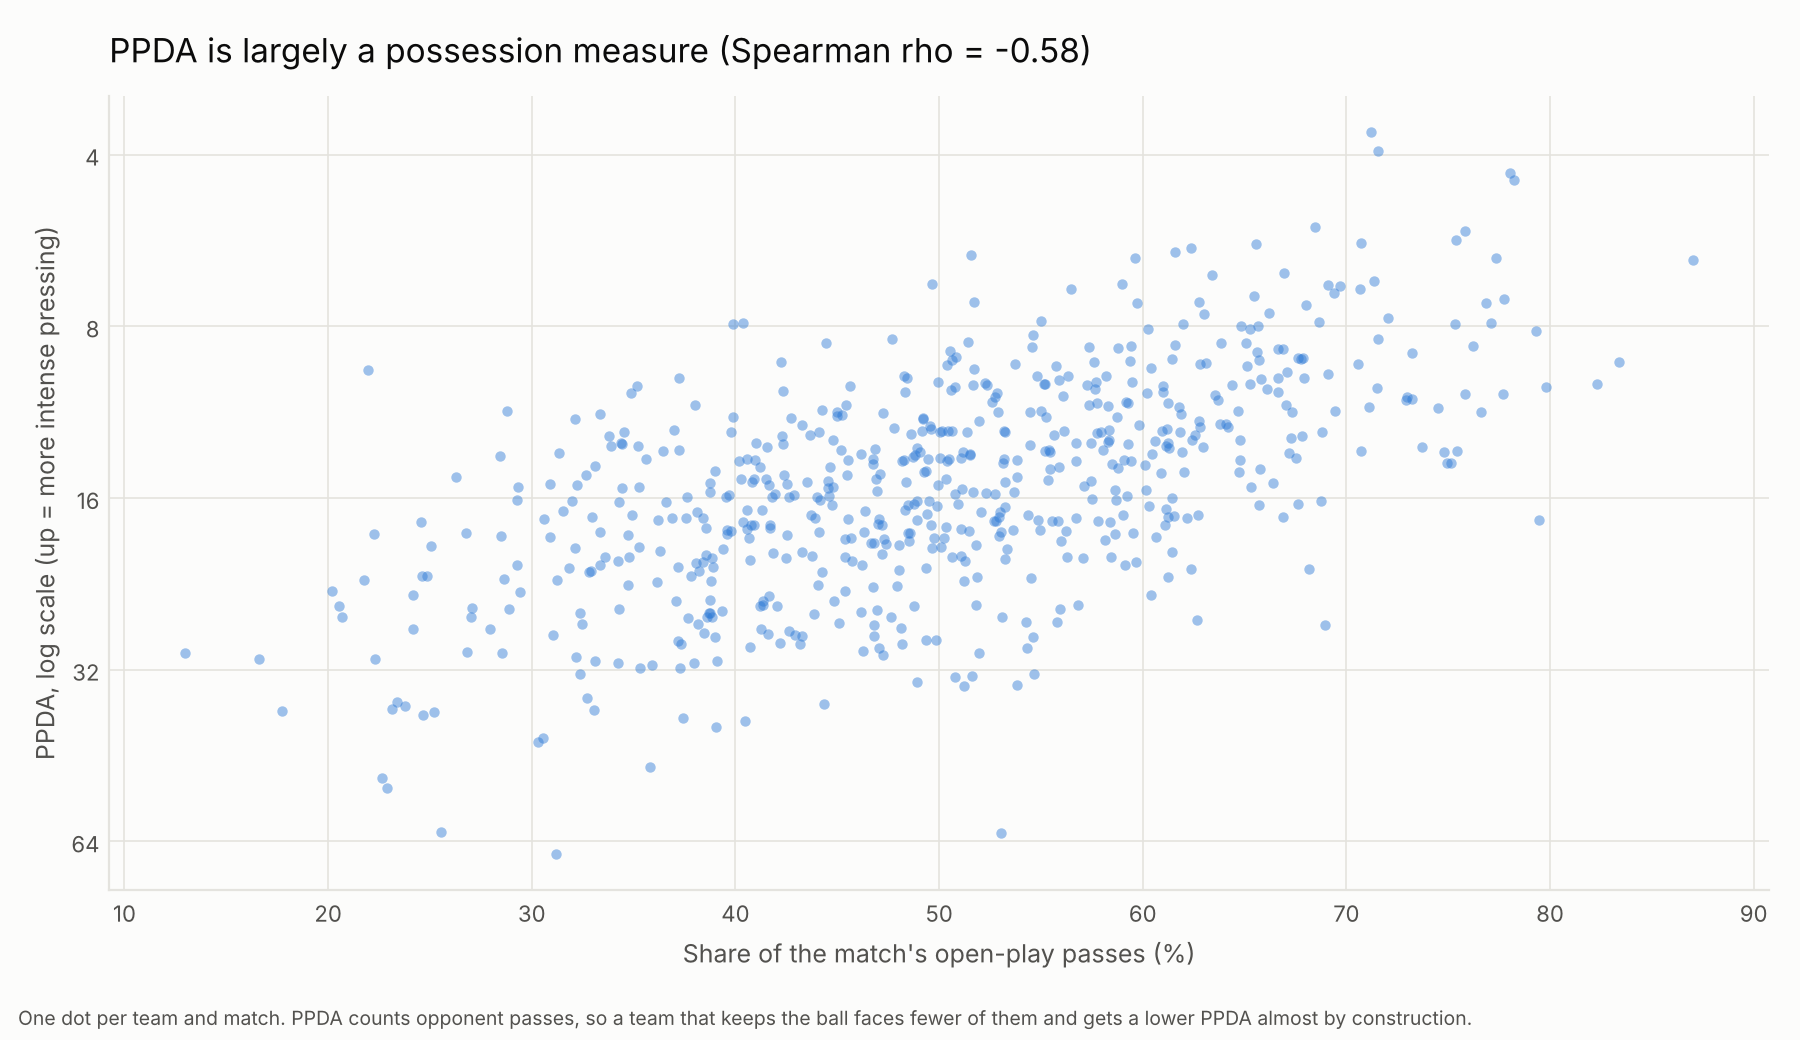 PPDA is largely a possession measure (Spearman rho = -0.58)
PPDA, log scale (up = more intense pressing)
4
8
16
32
64
10 20 30 40 50 60 70 80 90
Share of the match's open-play passes (%)
One dot per team and match. PPDA counts opponent passes, so a team that keeps the ball faces fewer of them and gets a lower PPDA almost by construction.